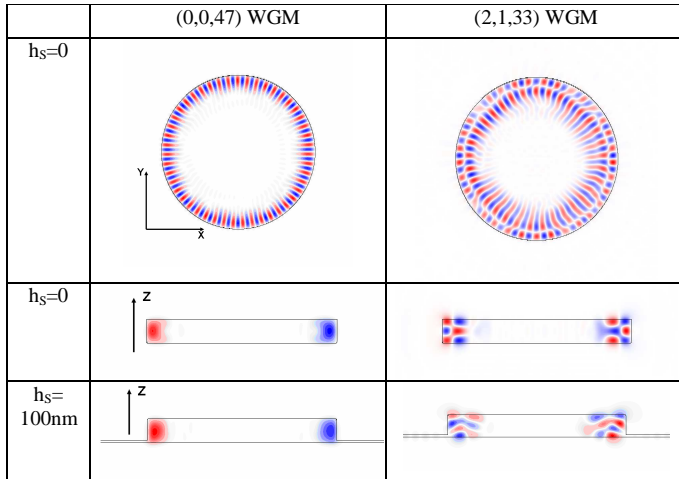 (0,0,47) WGM
(2,1,33) WGM
hS=0
Y
X
hS=0
Z
hS=
100nm
Z